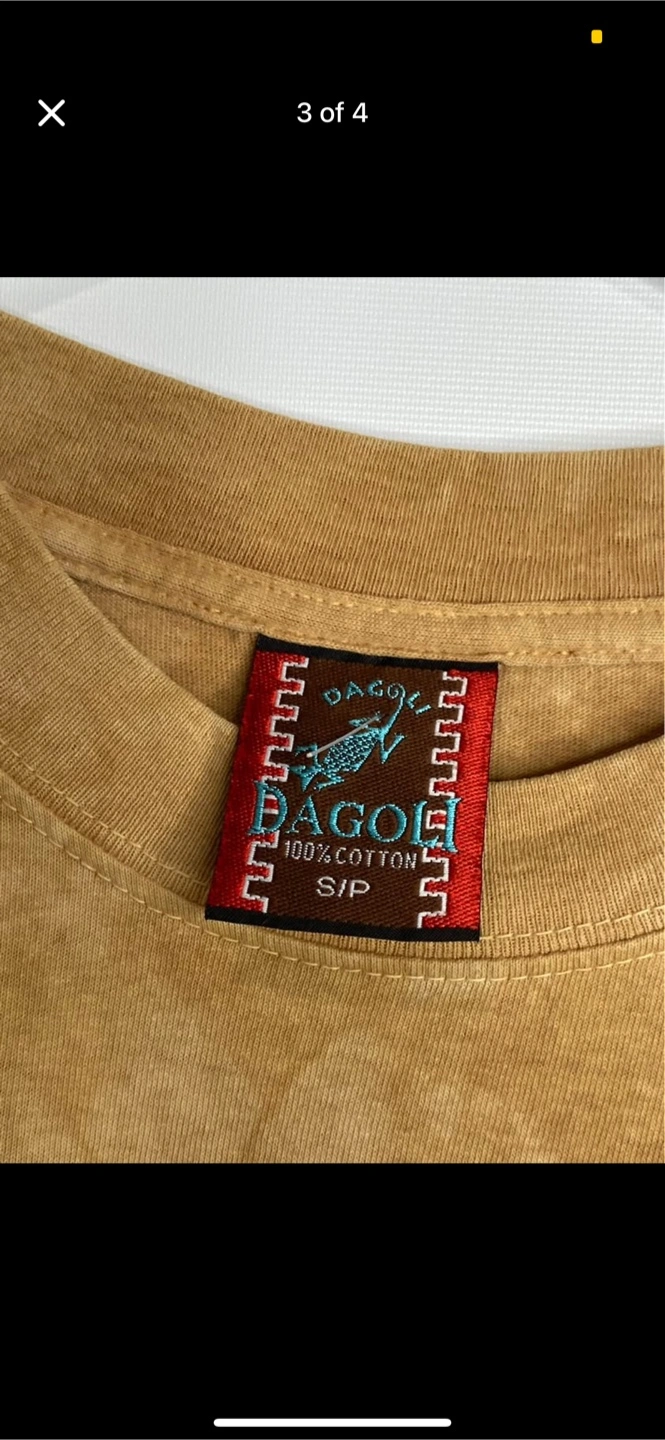 3 of 4
DAGOLI
DAGOLI
100% COTTON
S/P